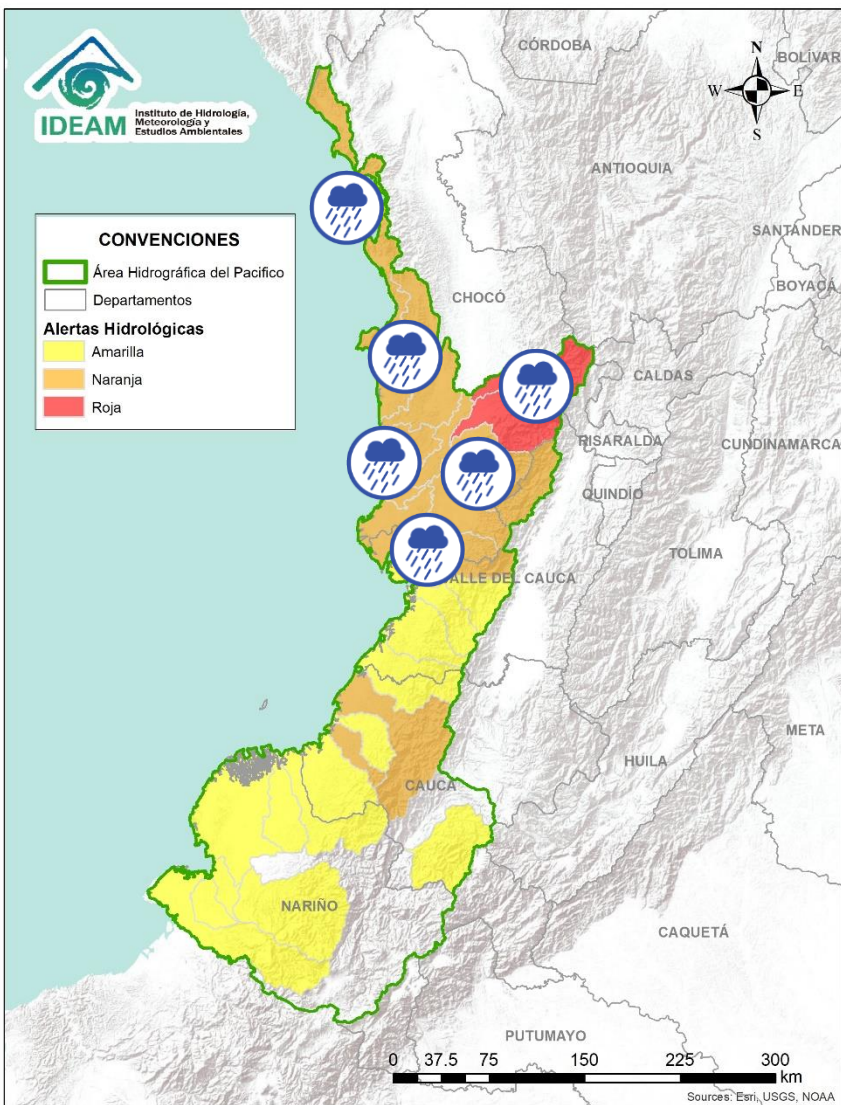 IDEAM
Instituto de Hidrología,
Meteorología y
Estudios Ambientales
N
W
E
S
CONVENCIONES
Área Hidrográfica del Pacifico
Departamentos
Alertas Hidrológicas
Amarilla
Naranja
Roja
CÓRDOBA
BOLÍVAR
ANTIOQUIA
SANTANDER
BOYACÁ
CHOCÓ
CALDAS
RISARALDA
CUNDINAMARCA
QUINDÍO
TOLIMA
ALLE DEL CAUCA
META
HUILA
CAUCA
NARIÑO
CAQUETÁ
PUTUMAYO
0 37.5 75 150 225 300
km
Sources: Esri, USGS, NOAA